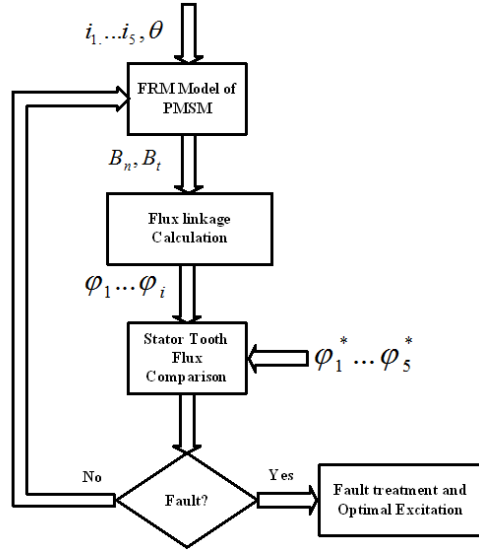 i₁....i₅, θ
FRM Model of
PMSM
Bₙ, Bₜ
Flux linkage
Calculation
φ₁...φᵢ
Stator Tooth
Flux
Comparison
φ₁*...φ₅*
No
Fault?
Yes
Fault treatment and
Optimal Excitation